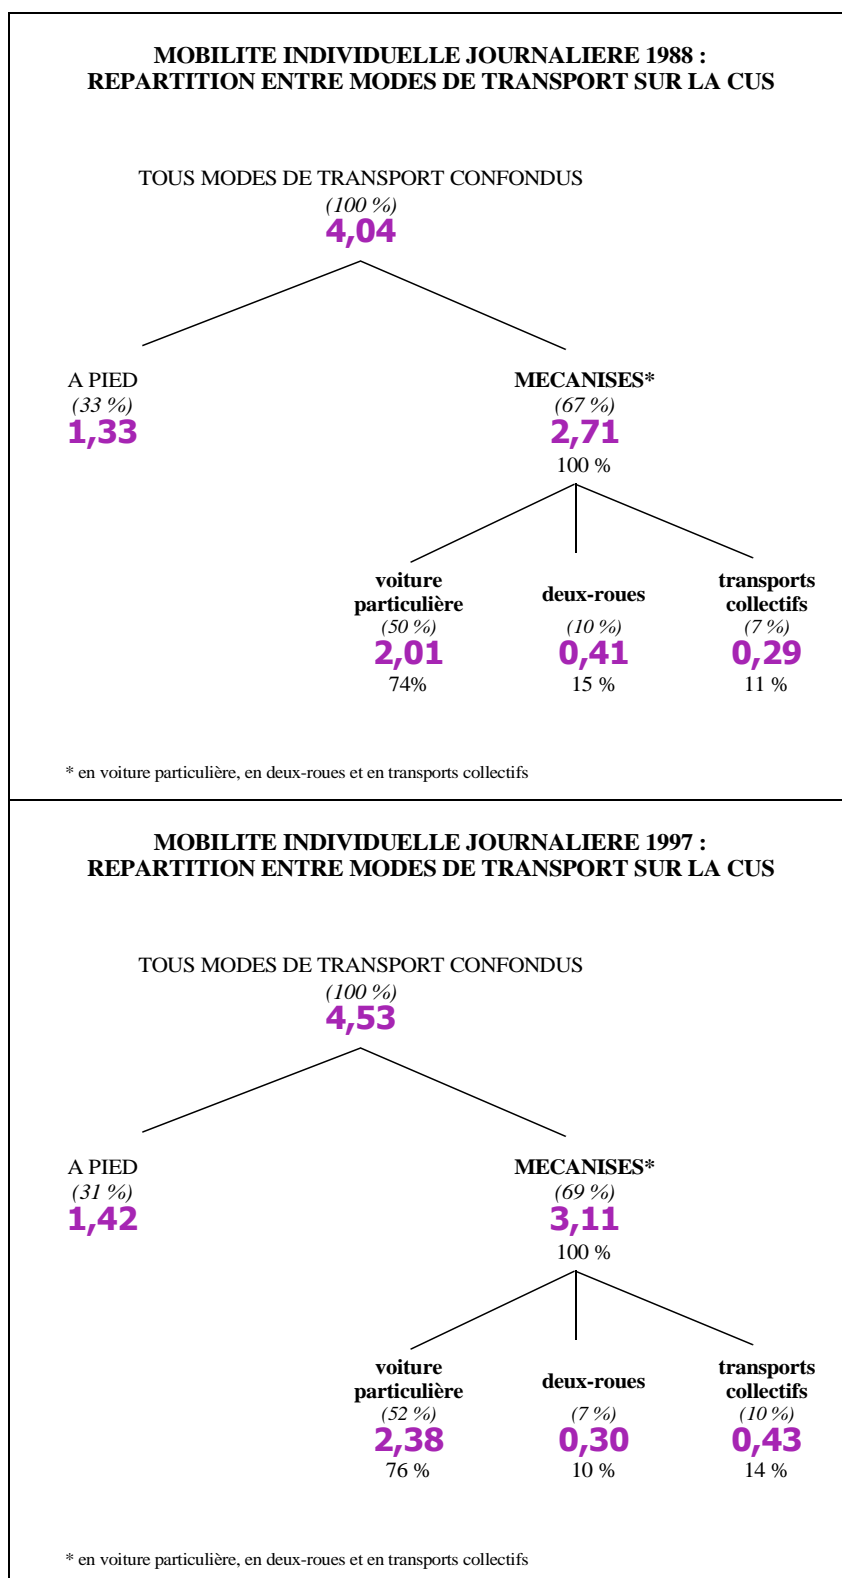 MOBILITE INDIVIDUELLE JOURNALIERE 1988 :
REPARTITION ENTRE MODES DE TRANSPORT SUR LA CUS
TOUS MODES DE TRANSPORT CONFONDUS
(100 %)
4,04
A PIED
(33 %)
1,33
MECANISES*
(67 %)
2,71
100 %
voiture
particulière
(50 %)
2,01
74%
deux-roues
(10 %)
0,41
15 %
transports
collectifs
(7 %)
0,29
11 %
* en voiture particulière, en deux-roues et en transports collectifs
MOBILITE INDIVIDUELLE JOURNALIERE 1997 :
REPARTITION ENTRE MODES DE TRANSPORT SUR LA CUS
TOUS MODES DE TRANSPORT CONFONDUS
(100 %)
4,53
A PIED
(31 %)
1,42
MECANISES*
(69 %)
3,11
100 %
voiture
particulière
(52 %)
2,38
76 %
deux-roues
(7 %)
0,30
10 %
transports
collectifs
(10 %)
0,43
14 %
* en voiture particulière, en deux-roues et en transports collectifs